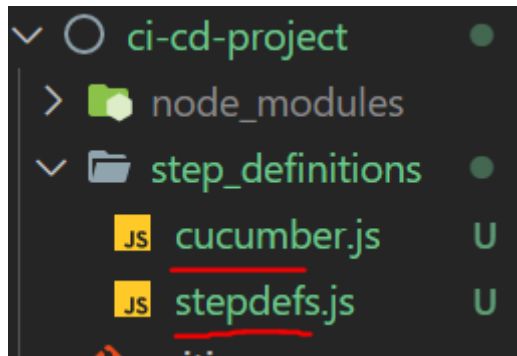 ci-cd-project
node_modules
step_definitions
JS cucumber.js U
JS stepdefs.js U